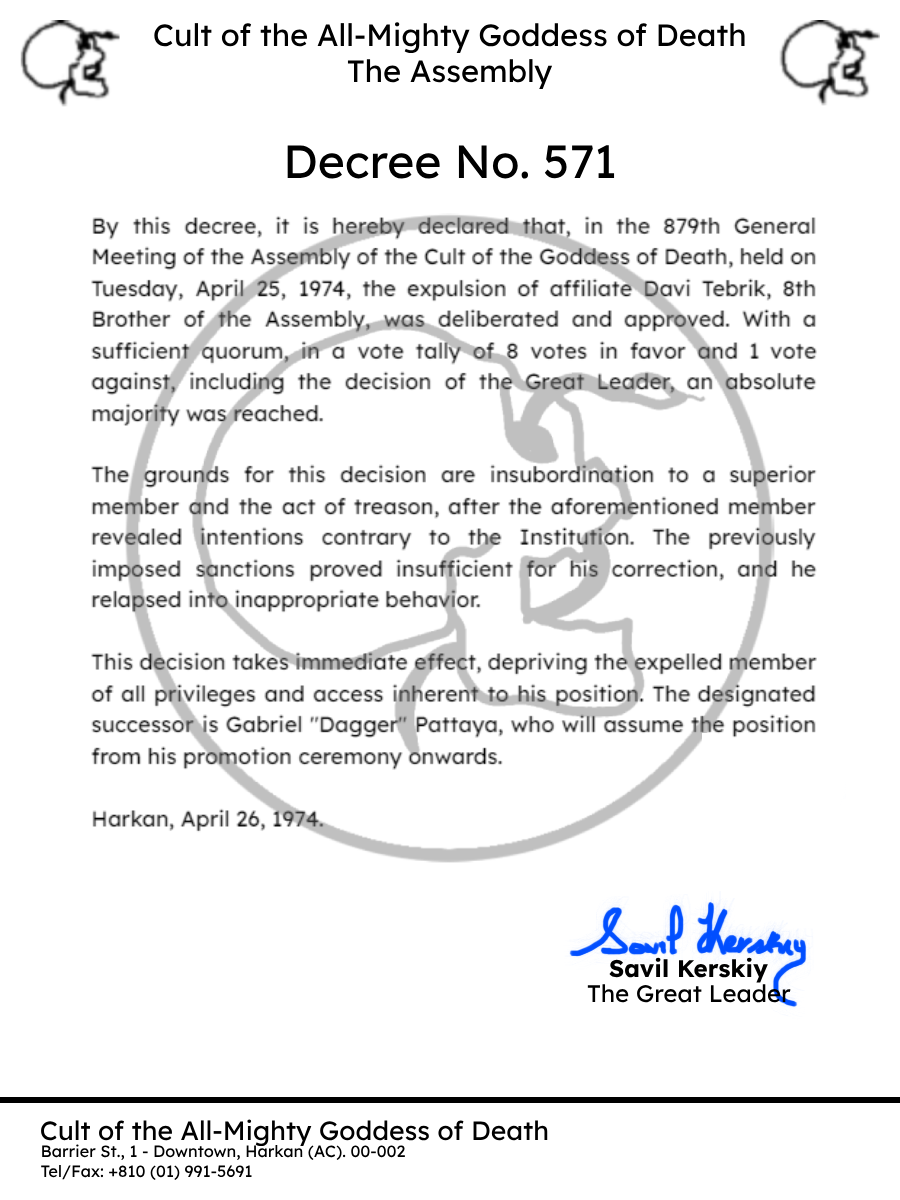 Cult of the All-Mighty Goddess of Death
The Assembly
Decree No. 571
By this decree, it is hereby declared that, in the 879th General
Meeting of the Assembly of the Cult of the Goddess of Death, held on
Tuesday, April 25, 1974, the expulsion of affiliate Davi Tebrik, 8th
Brother of the Assembly, was deliberated and approved. With a
sufficient quorum, in a vote tally of 8 votes in favor and 1 vote
against, including the decision of the Great Leader, an absolute
majority was reached.
The grounds for this decision are insubordination to a superior
member and the act of treason, after the aforementioned member
revealed intentions contrary to the Institution. The previously
imposed sanctions proved insufficient for his correction, and he
relapsed into inappropriate behavior.
This decision takes immediate effect, depriving the expelled member
of all privileges and access inherent to his position. The designated
successor is Gabriel "Dagger" Pattaya, who will assume the position
from his promotion ceremony onwards.
Harkan, April 26, 1974.
Savil Kerskiy
Savil Kerskiy
The Great Leader
Cult of the All-Mighty Goddess of Death
Barrier St., 1 - Downtown, Harkan (AC). 00-002
Tel/Fax: +810 (01) 991-5691